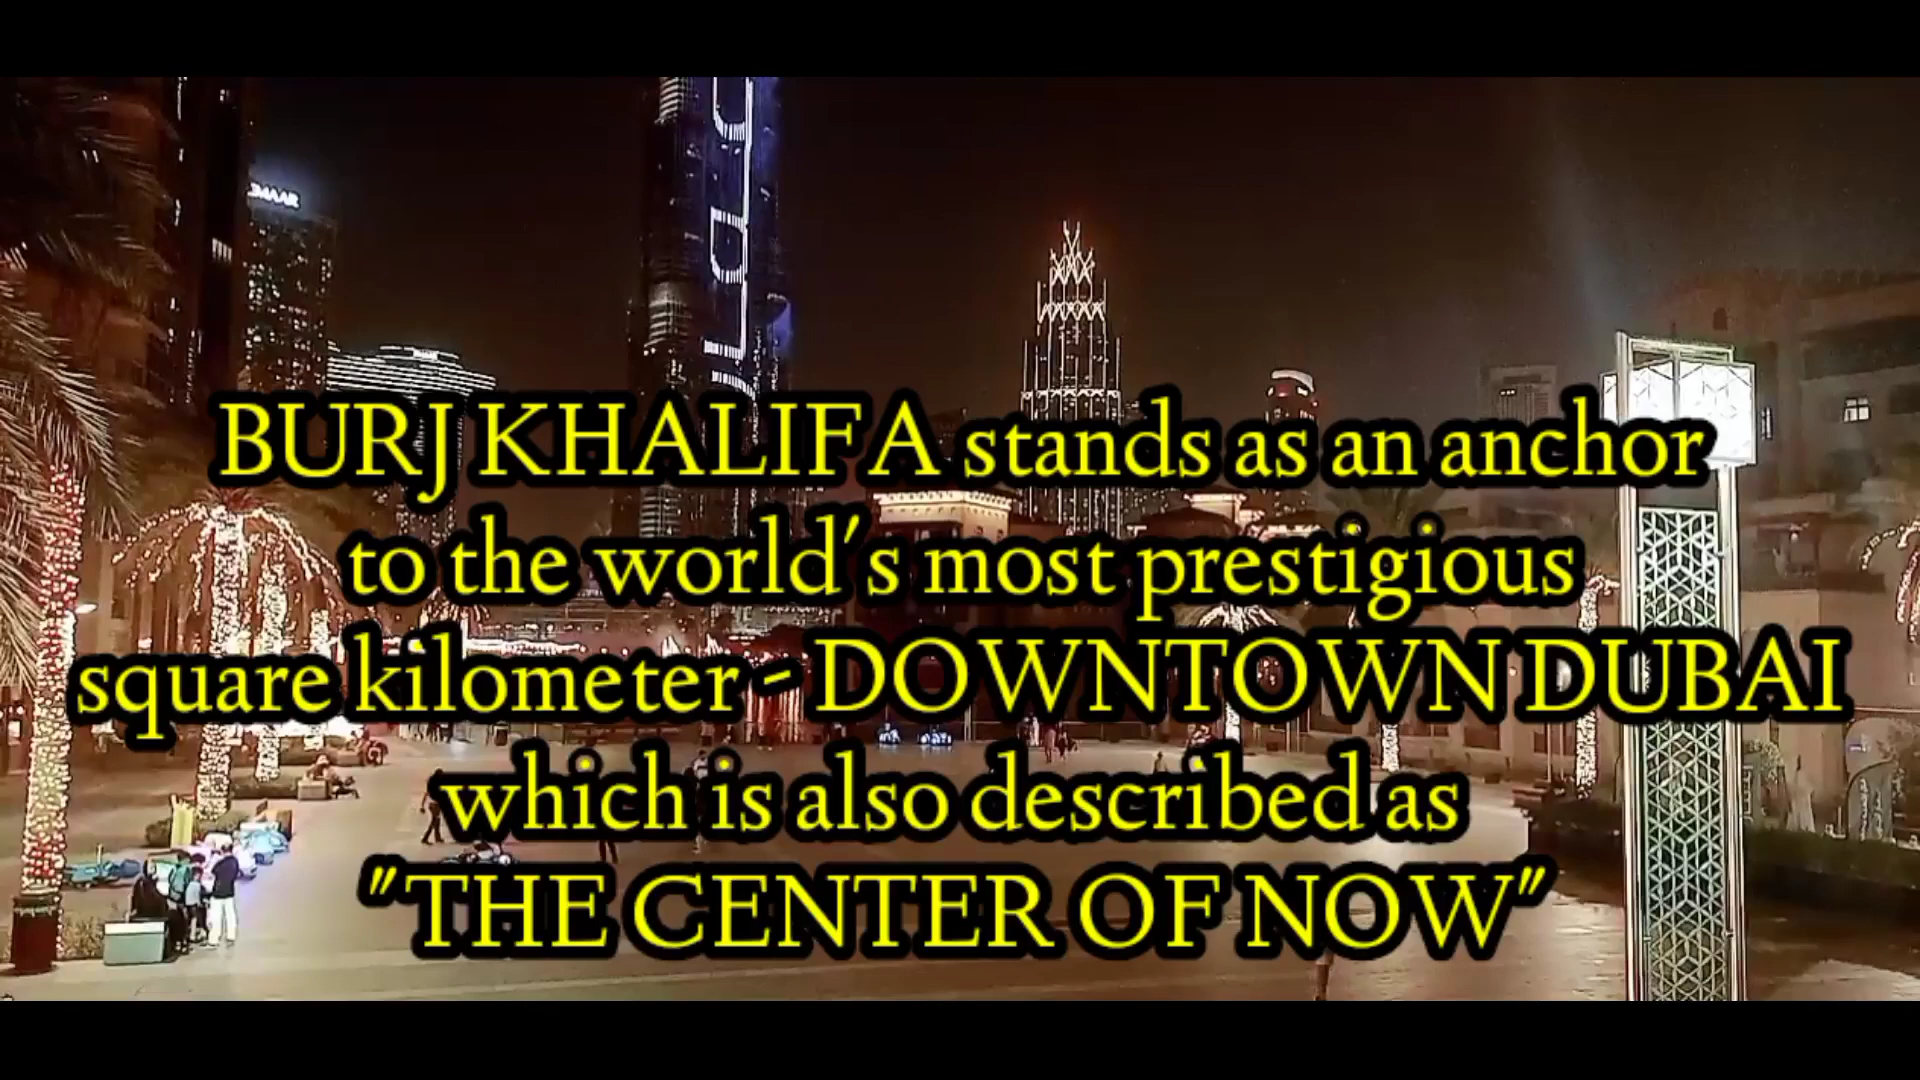 EMAAR
BURJ KHALIFA stands as an anchor
to the world's most prestigious
square kilometer - DOWNTOWN DUBAI
which is also described as
"THE CENTER OF NOW"